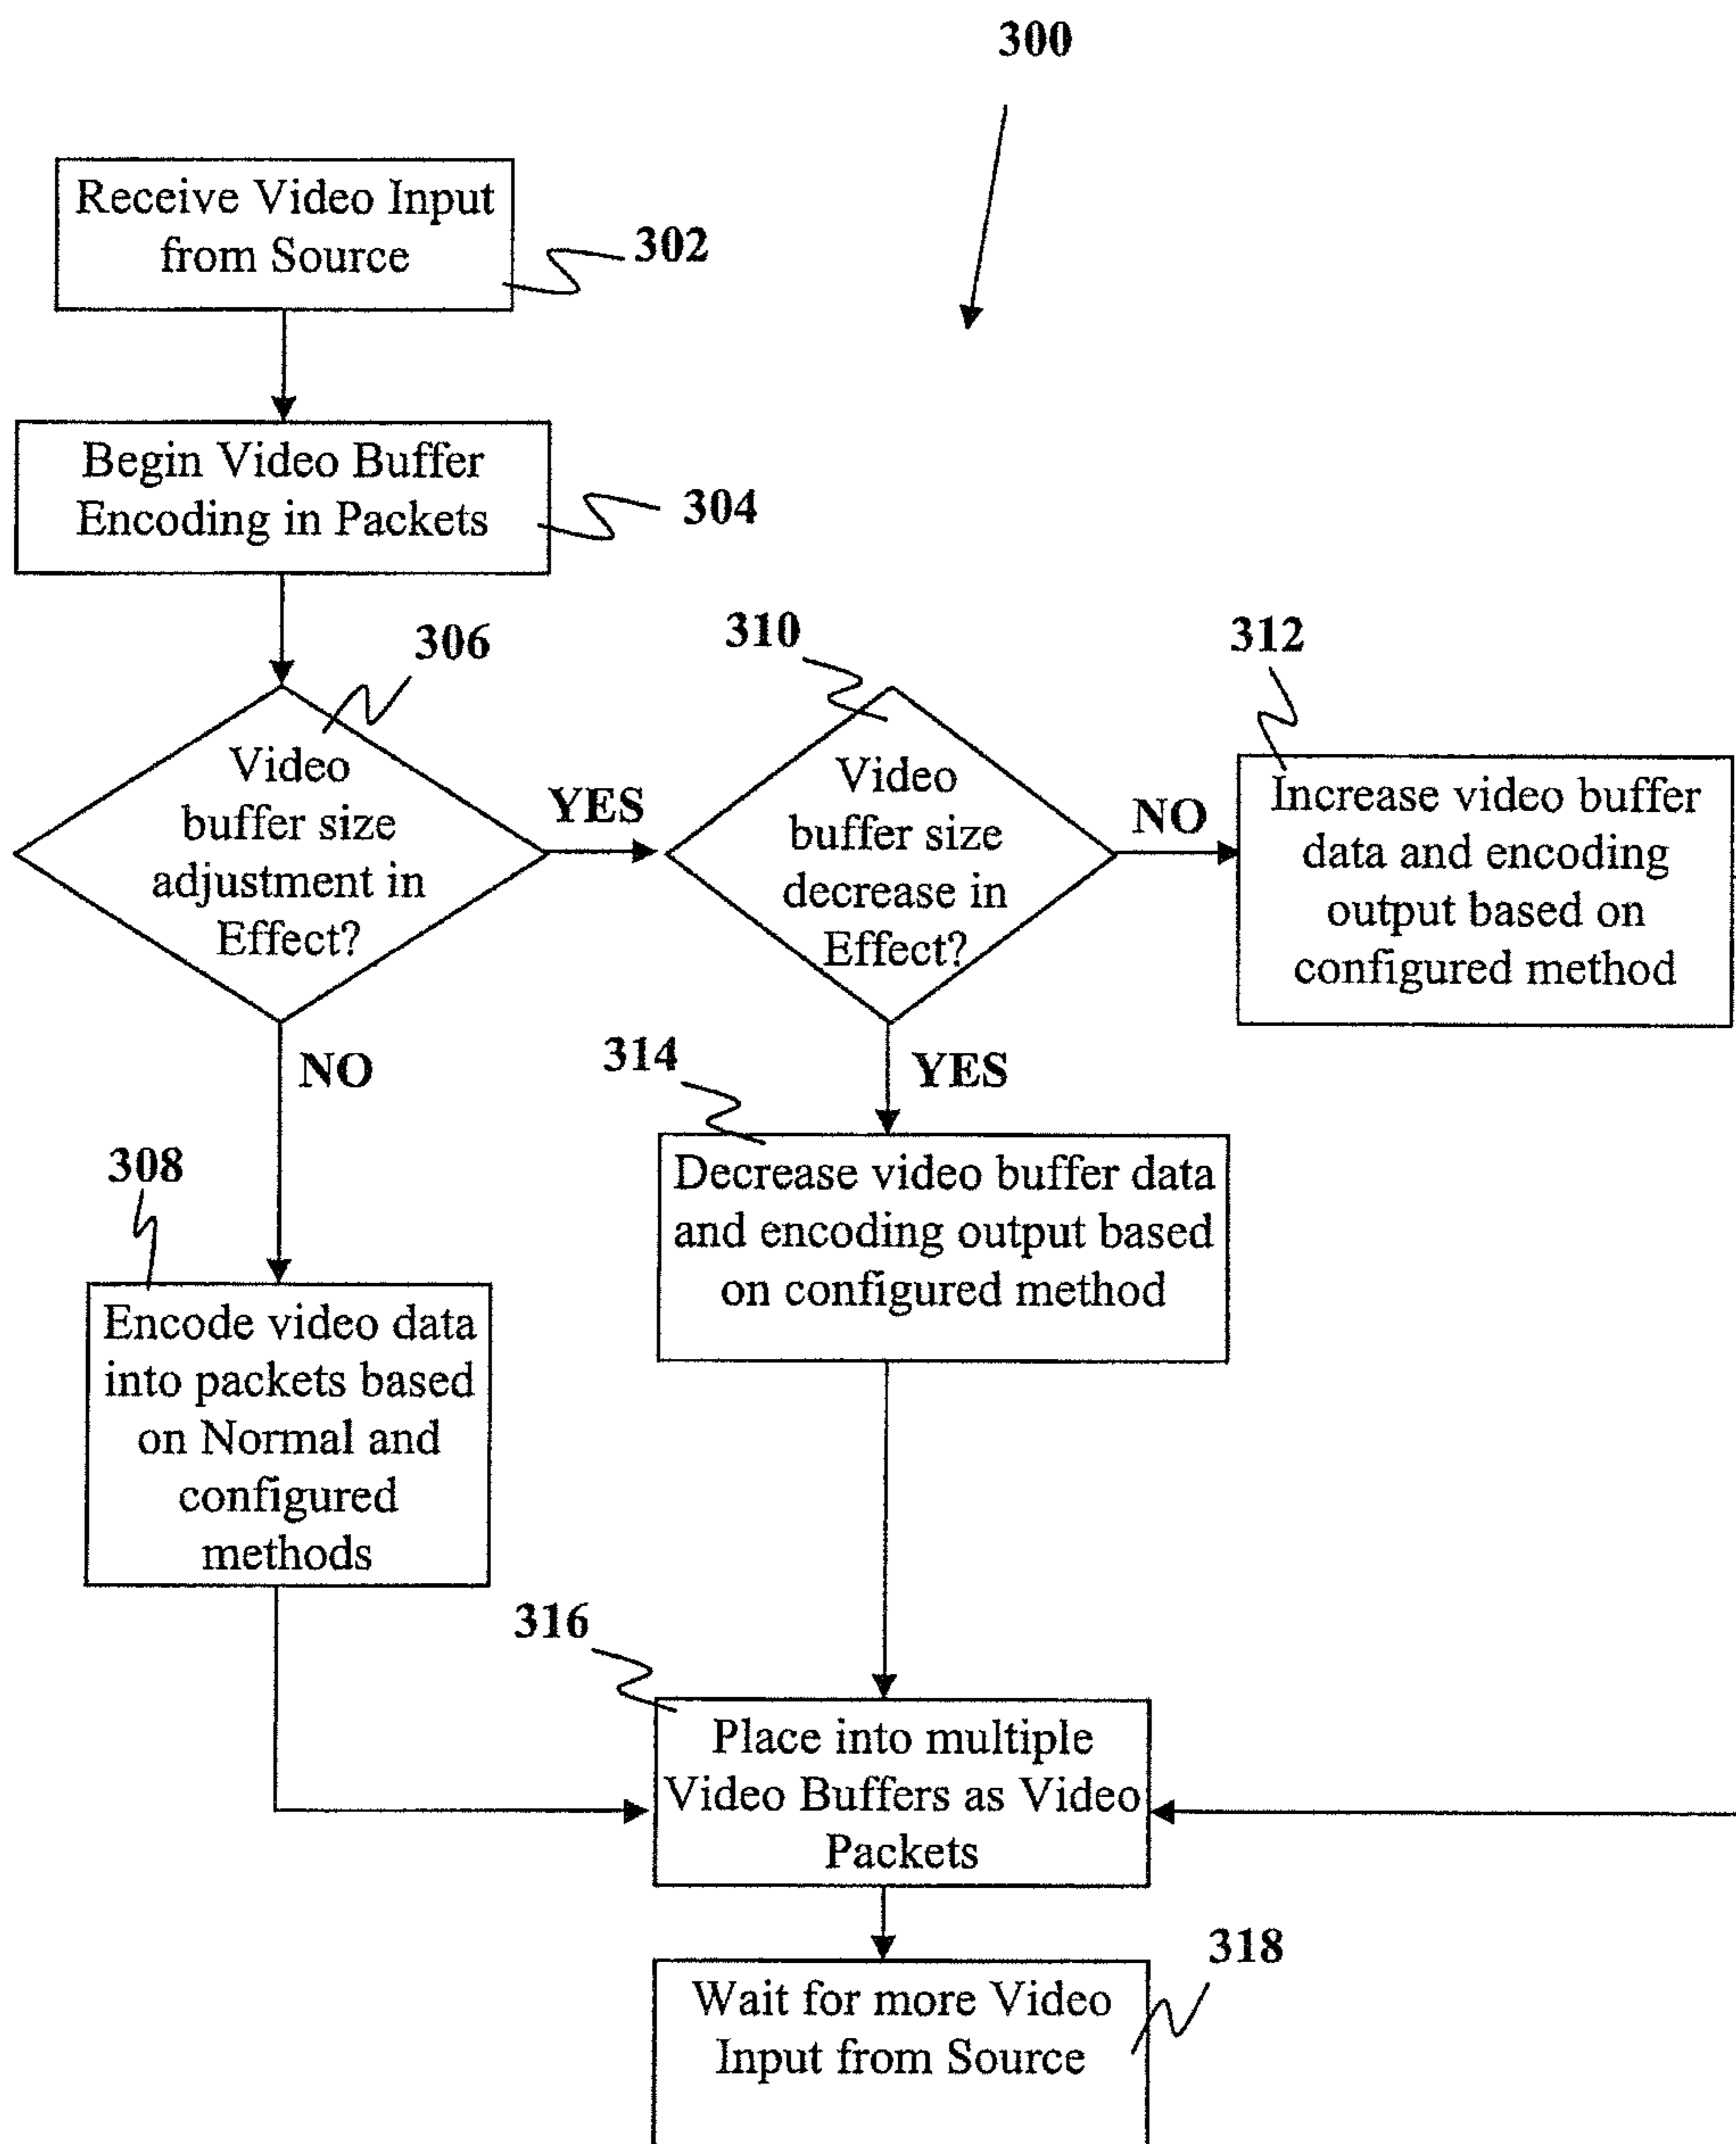 300
Receive Video Input
from Source
302
Begin Video Buffer
Encoding in Packets
304
306
Video
buffer size
adjustment in
Effect?
YES
NO
310
Video
buffer size
decrease in
Effect?
NO
YES
312
Increase video buffer
data and encoding
output based on
configured method
314
Decrease video buffer data
and encoding output based
on configured method
308
Encode video data
into packets based
on Normal and
configured
methods
316
Place into multiple
Video Buffers as Video
Packets
318
Wait for more Video
Input from Source